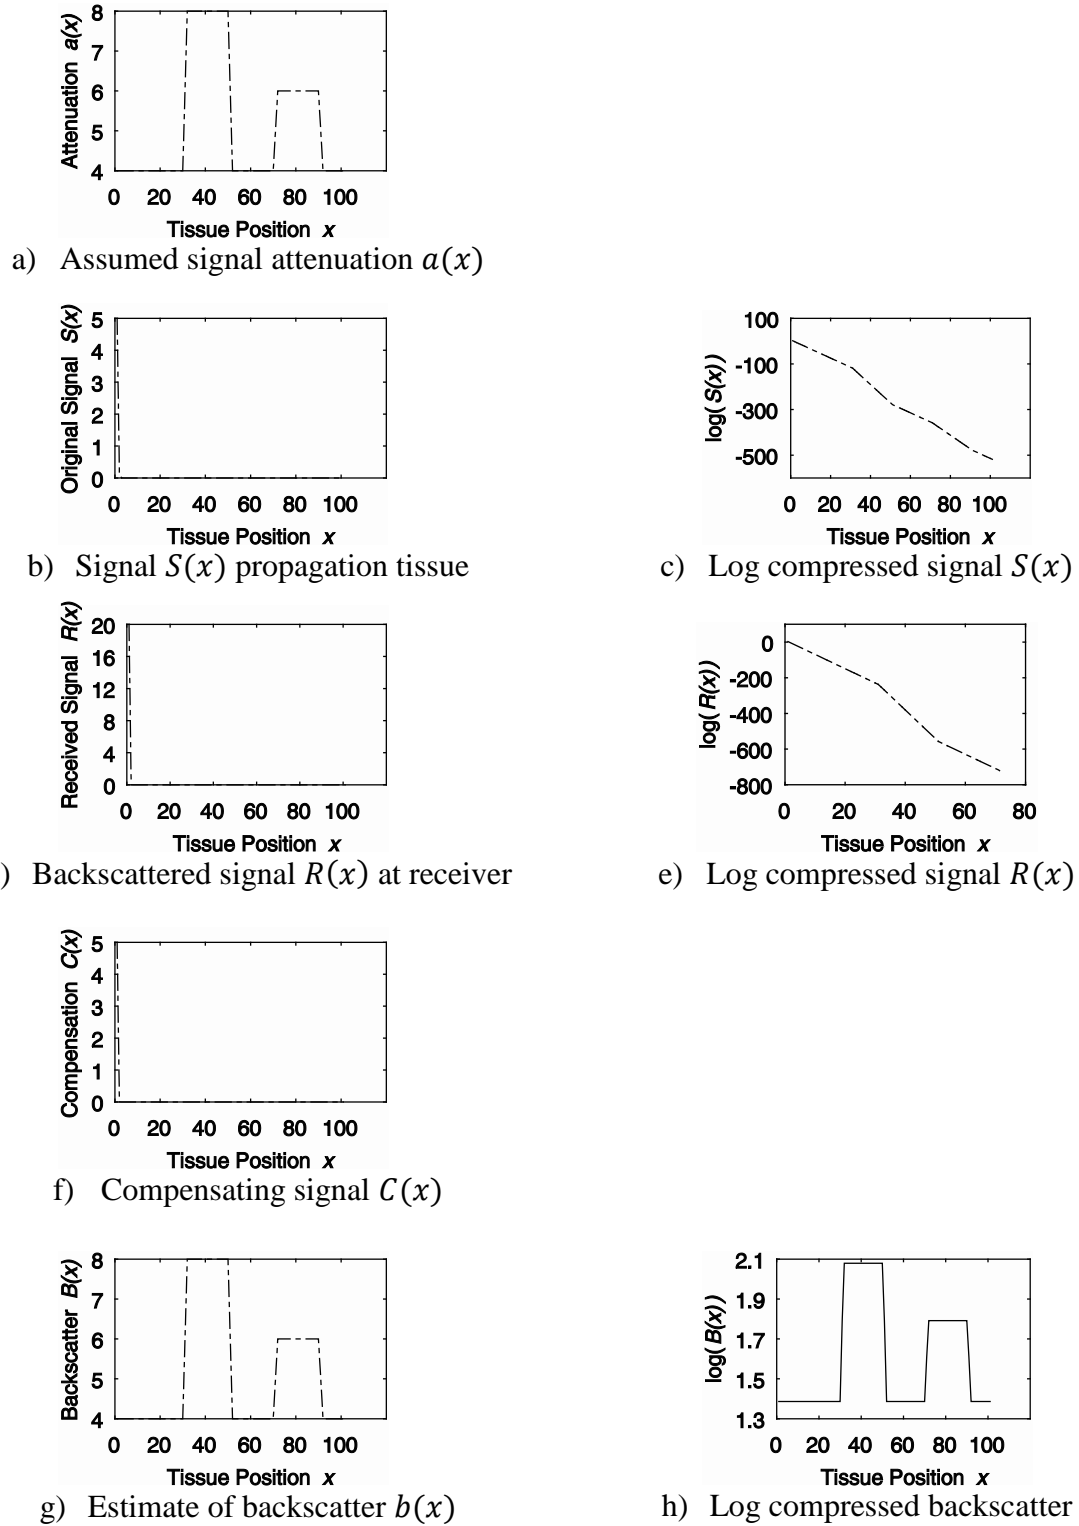 8
7
6
5
4
Attenuation a(x)
0 20 40 60 80 100
Tissue Position x
a) Assumed signal attenuation a(x)
5
4
3
2
1
0
Original Signal S(x)
0 20 40 60 80 100
Tissue Position x
b) Signal S(x) propagation tissue
100
-100
-300
-500
log(S(x))
0 20 40 60 80 100
Tissue Position x
c) Log compressed signal S(x)
20
16
12
8
4
0
Received Signal R(x)
0 20 40 60 80 100
Tissue Position x
) Backscattered signal R(x) at receiver
0
-200
-400
-600
-800
log(R(x))
0 20 40 60 80
Tissue Position x
e) Log compressed signal R(x)
5
4
3
2
1
0
Compensation C(x)
0 20 40 60 80 100
Tissue Position x
f) Compensating signal C(x)
8
7
6
5
4
Backscatter B(x)
0 20 40 60 80 100
Tissue Position x
g) Estimate of backscatter b(x)
2.1
1.9
1.7
1.5
1.3
log(B(x))
0 20 40 60 80 100
Tissue Position x
h) Log compressed backscatter